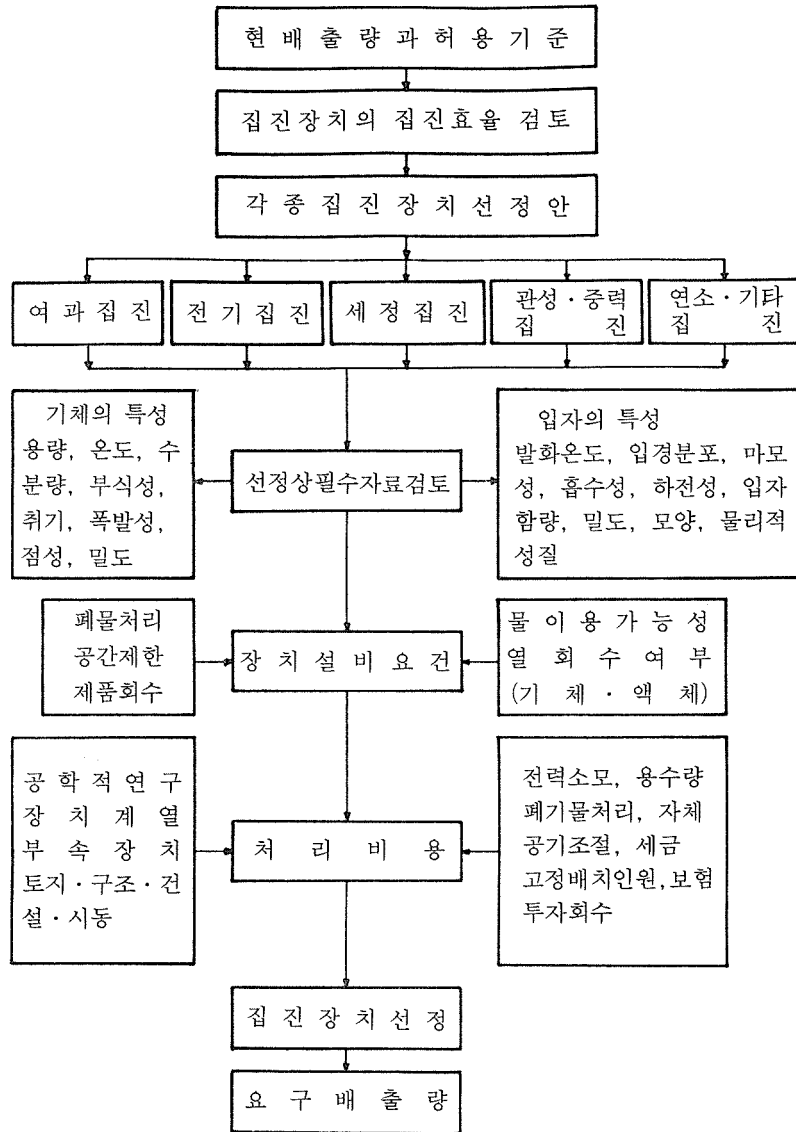 현배출량과허용기준
집진장치의 집진효율 검토
각종집진장치선정안
여과집진
전기집진
세정집진
관성·중력
집진
연소·기타
집진
기체의 특성
용량, 온도, 수
분량, 부식성,
취기, 폭발성,
점성, 밀도
선정상필수자료검토
입자의 특성
발화온도, 입경분포, 마모
성, 흡수성, 하전성, 입자
함량, 밀도, 모양, 물리적
성질
폐물처리
공간제한
제품회수
장치설비요건
물이용가능성
열회수여부
(기체·액체)
공학적연구
장치계열
부속장치
토지·구조·건
설·시동
처리비용
전력소모, 용수량
폐기물처리, 자체
공기조절, 세금
고정배치인원,보험
투자회수
집진장치선정
요구배출량